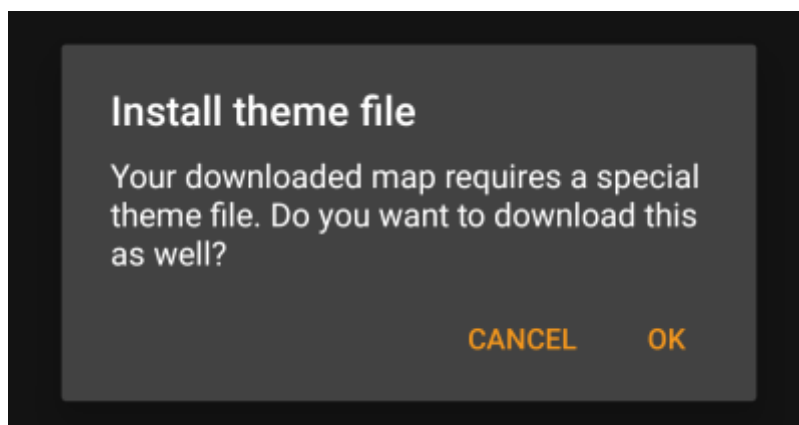 Install theme file
Your downloaded map requires a special
theme file. Do you want to download this
as well?
CANCEL OK